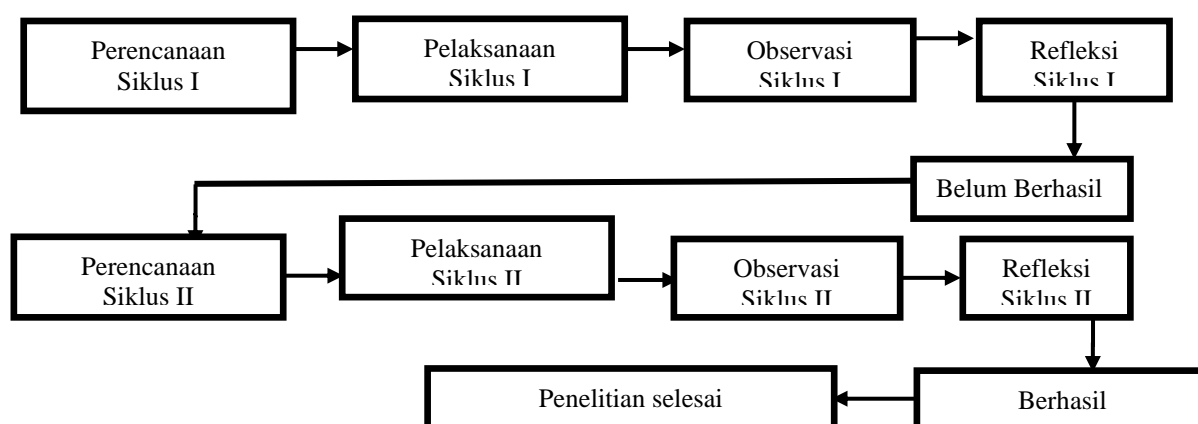 Perencanaan
Siklus I
Pelaksanaan
Siklus I
Observasi
Siklus I
Refleksi
Siklus I
Belum Berhasil
Perencanaan
Siklus II
Pelaksanaan
Siklus II
Observasi
Siklus II
Refleksi
Siklus II
Penelitian selesai
Berhasil